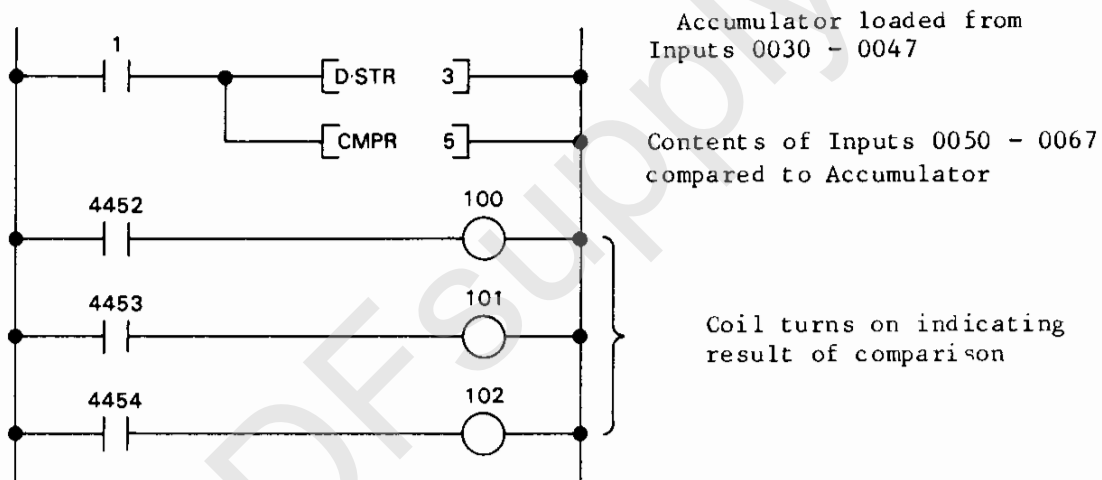 Accumulator loaded from
Inputs 0030 - 0047
1
D·STR 3
CMPR 5
Contents of Inputs 0050 - 0067
compared to Accumulator
4452 100
4453 101
Coil turns on indicating
result of comparison
4454 102
DFsupply